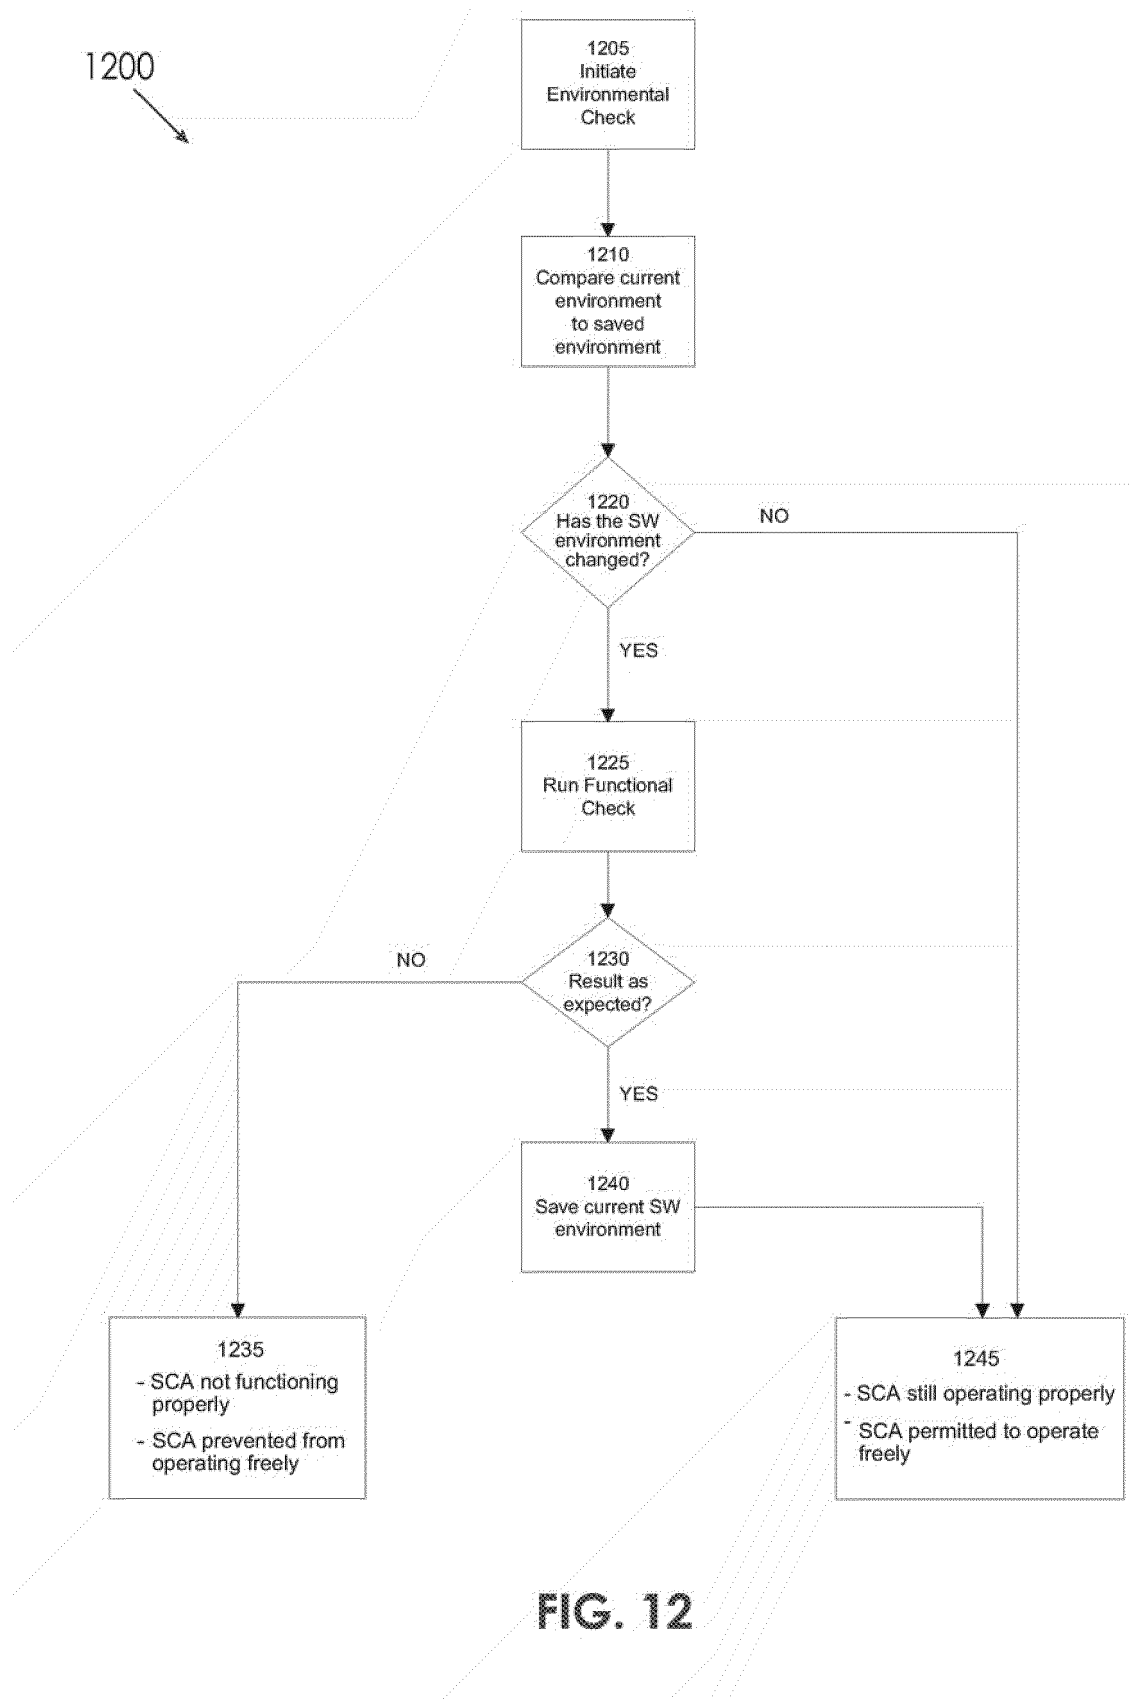 1200
1205
Initiate
Environmental
Check
1210
Compare current
environment
to saved
environment
1220
Has the SW
environment
changed?
NO
YES
1225
Run Functional
Check
1230
Result as
expected?
NO
YES
1240
Save current SW
environment
1235
- SCA not functioning
properly
- SCA prevented from
operating freely
1245
- SCA still operating properly
- SCA permitted to operate
freely
FIG. 12